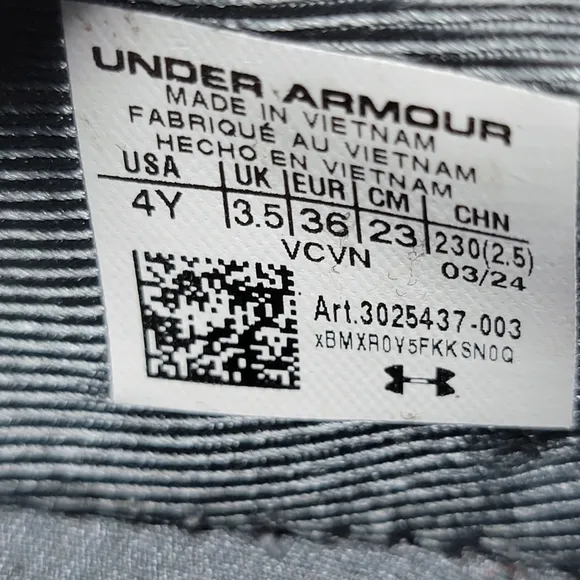 UNDER ARMOUR
MADE IN VIETNAM
FABRIQUÉ AU VIETNAM
HECHO EN VIETNAM
USA UK EUR CM CHN
4Y 3.5 36 23 230(2.5)
VCVN 03/24
Art.3025437-003
xBMXR0Y5FKKSN0Q